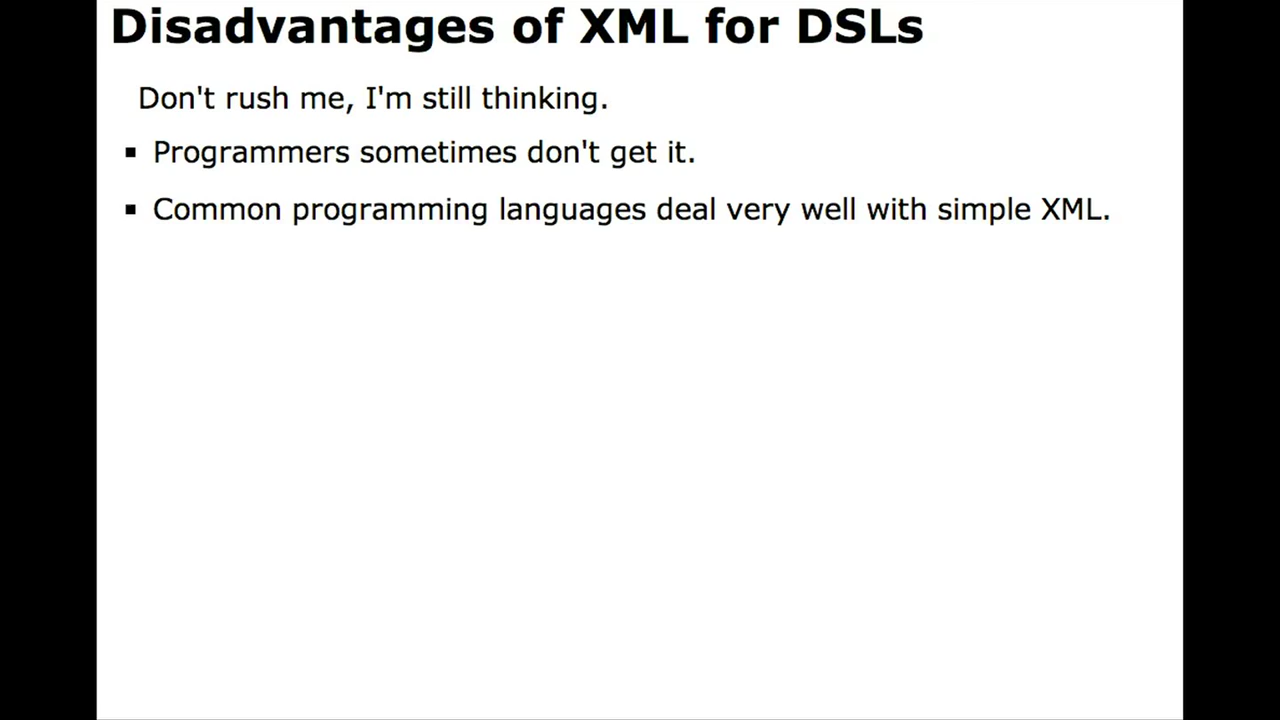 Disadvantages of XML for DSLs
Don't rush me, I'm still thinking.
▪ Programmers sometimes don't get it.
▪ Common programming languages deal very well with simple XML.